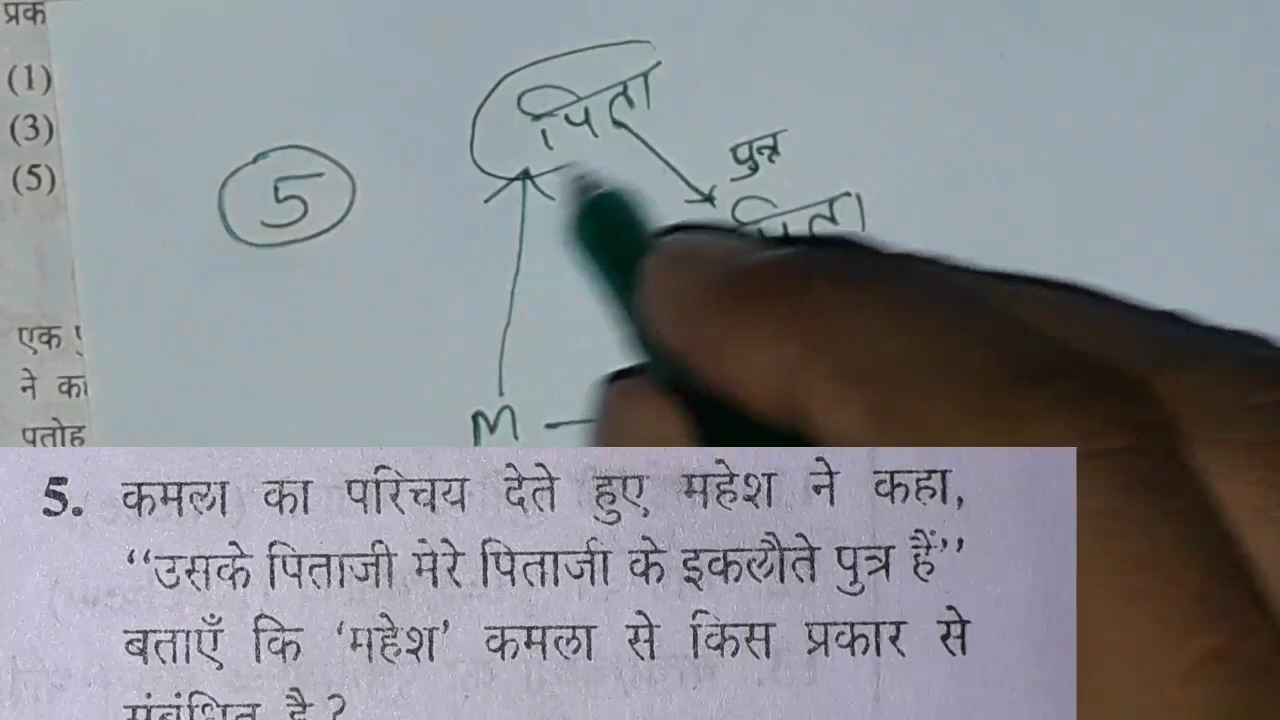 प्रक
(1)
(3)
(5)
5
पिता
पुत्र
पिता
एक
ने का
पतोह
M
5. कमला का परिचय देते हुए महेश ने कहा,
“उसके पिताजी मेरे पिताजी के इकलौते पुत्र हैं”
बताएँ कि ‘महेश’ कमला से किस प्रकार से
संबंधित है?